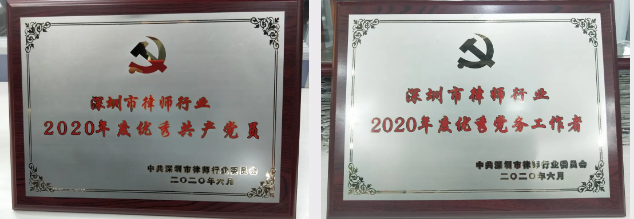 深圳市律师行业
2020年度优秀共产党员
中共深圳市律师行业委员会
二〇二〇年六月
深圳市律师行业
2020年度优秀党务工作者
中共深圳市律师行业委员会
二〇二〇年六月